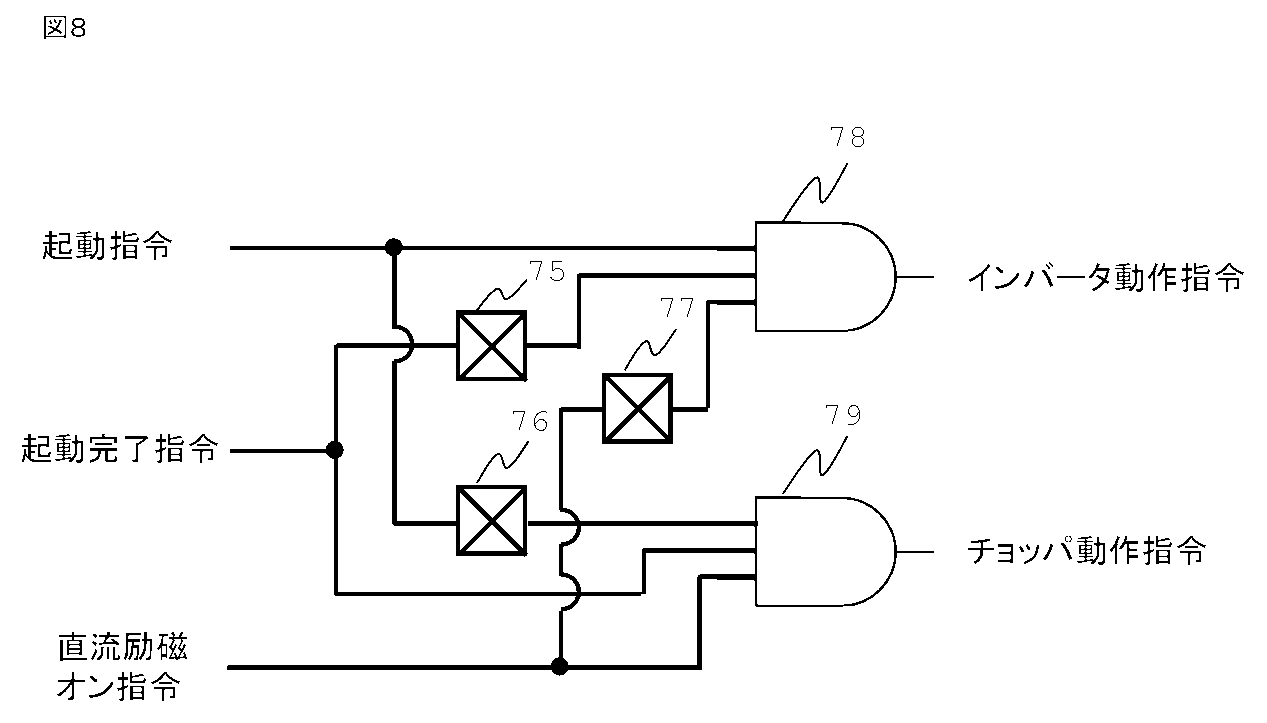 図8
78
起動指令
75
インバータ動作指令
77
76
79
起動完了指令
チョッパ動作指令
直流励磁
オン指令